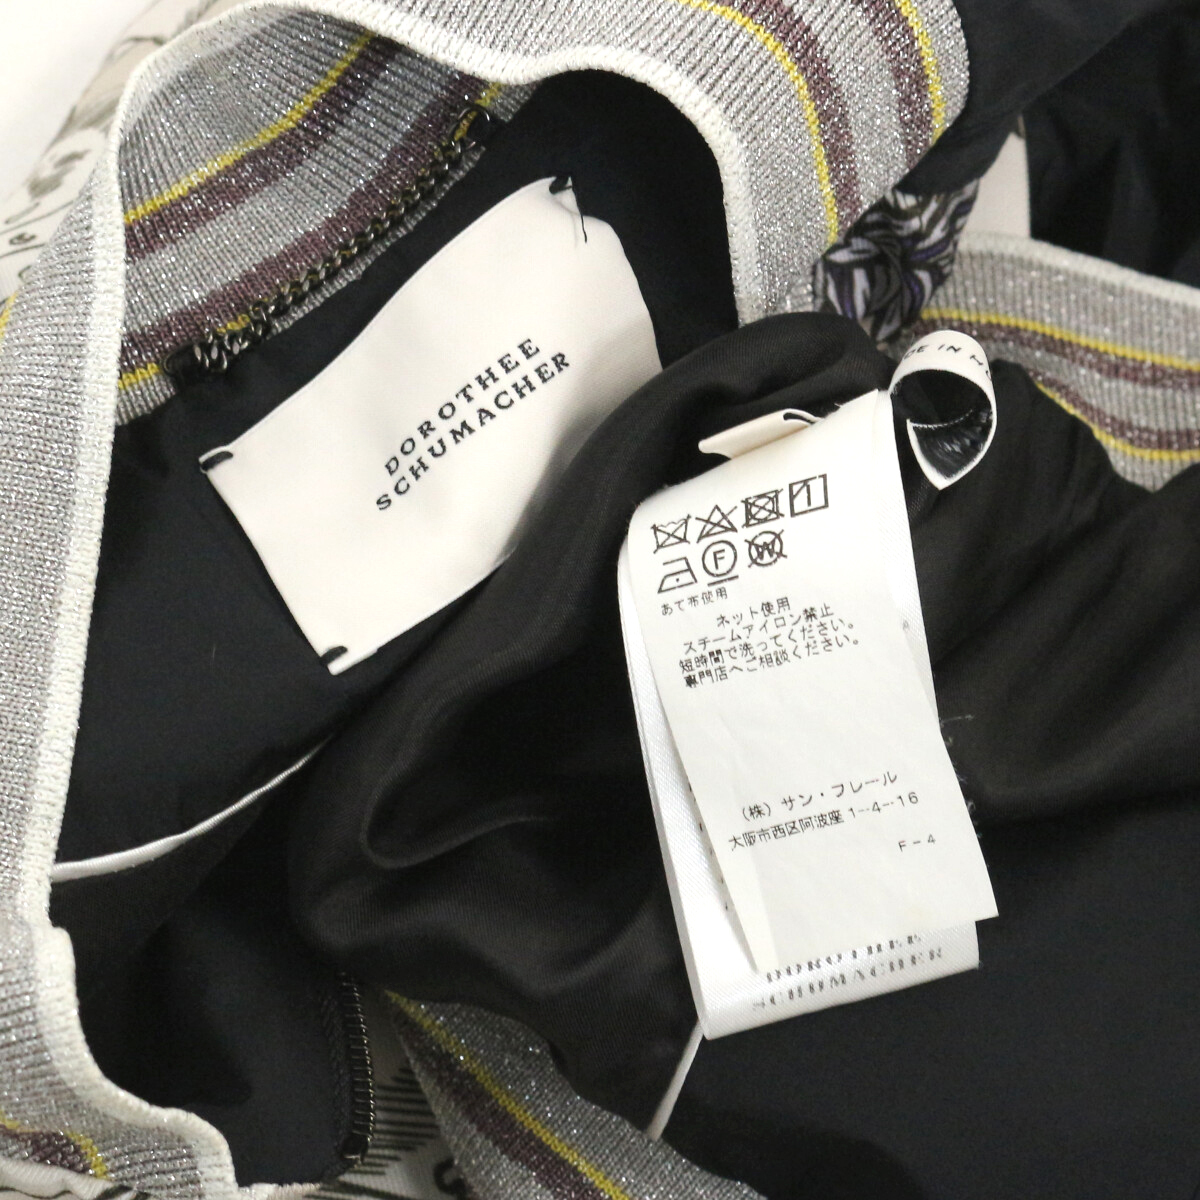 DOROTHEE
SCHUMACHER
DE IN
F
W
あて布使用
ネット使用
スチームアイロン禁止
短時間で洗ってください。
専門店へご相談ください。
(株) サン・フレール
大阪市西区阿波座 1-4-16
F-4